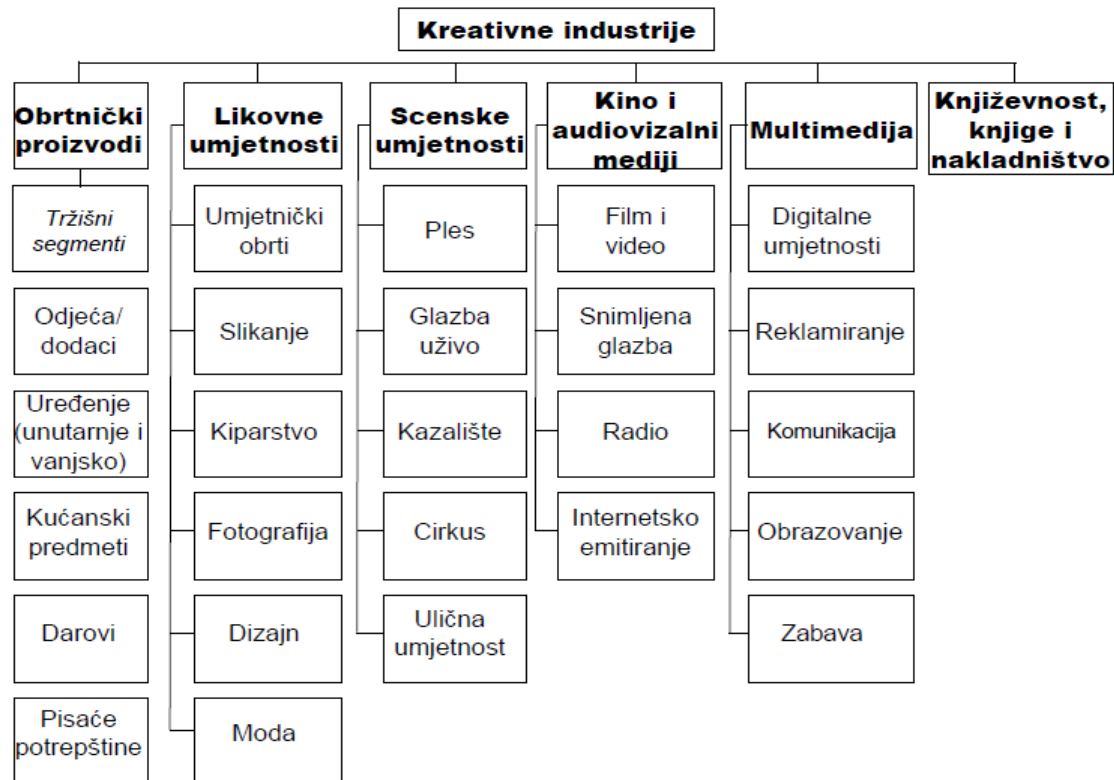 Kreativne industrije
Obrtnički
proizvodi
Likovne
umjetnosti
Scenske
umjetnosti
Kino i
audiovizalni
mediji
Multimedija
Književnost,
knjige i
nakladništvo
Tržišni
segmenti
Umjetnički
obrti
Ples
Film i
video
Digitalne
umjetnosti
Odjeća/
dodaci
Slikanje
Glazba
uživo
Snimljena
glazba
Reklamiranje
Uređenje
(unutarnje i
vanjsko)
Kiparstvo
Kazalište
Radio
Komunikacija
Kućanski
predmeti
Fotografija
Cirkus
Internetsko
emitiranje
Obrazovanje
Darovi
Dizajn
Ulična
umjetnost
Zabava
Pisaće
potrepštine
Moda